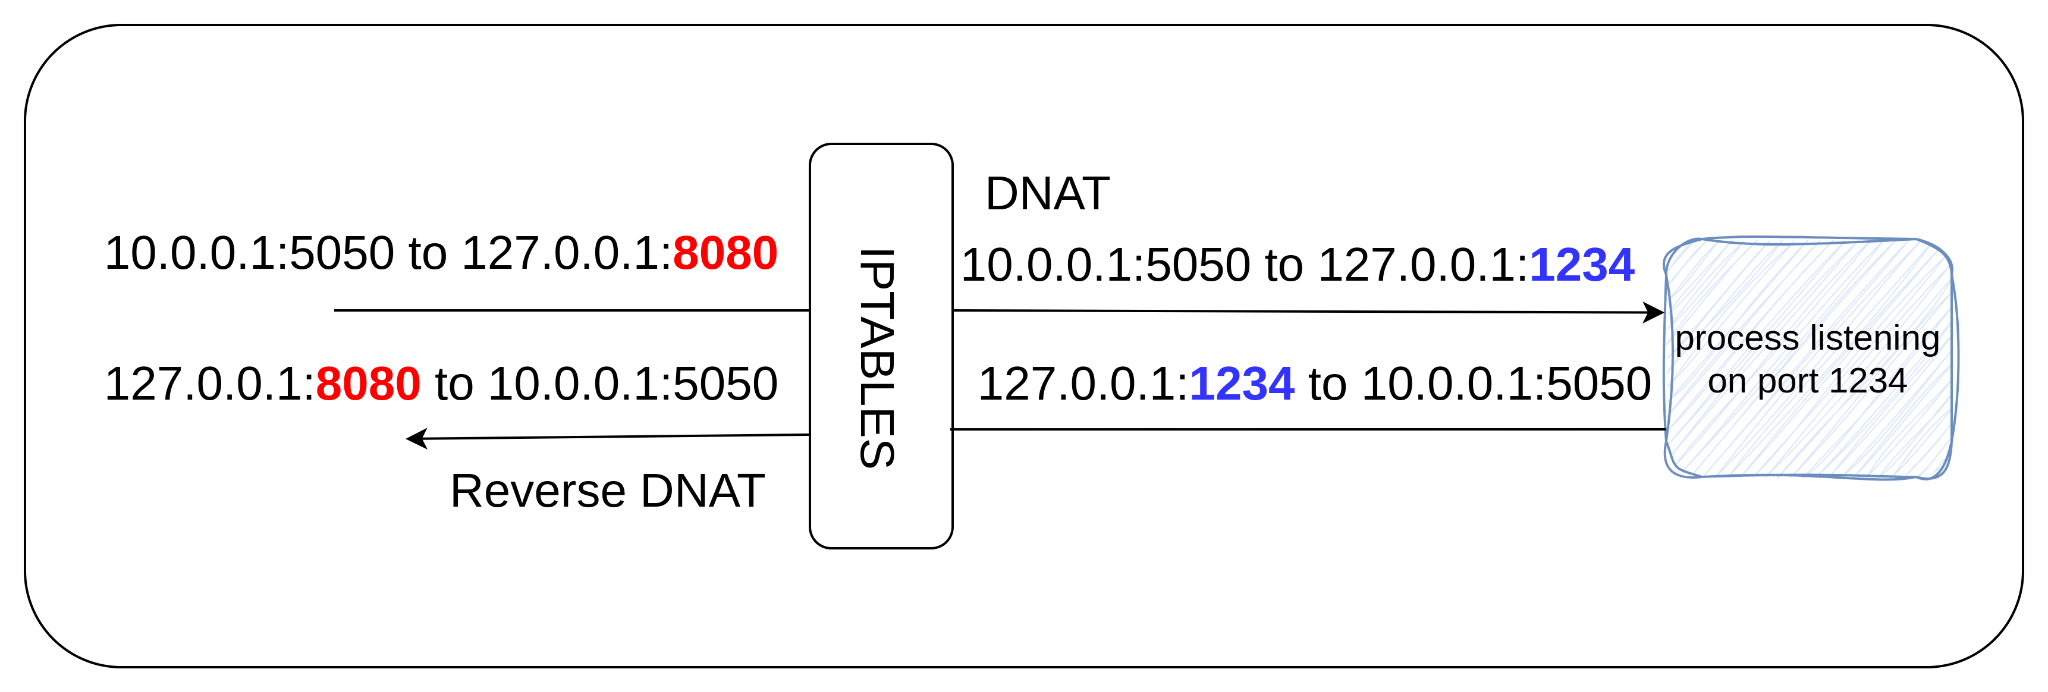 DNAT
10.0.0.1:5050 to 127.0.0.1:8080
10.0.0.1:5050 to 127.0.0.1:1234
IPTABLES
process listening
on port 1234
127.0.0.1:8080 to 10.0.0.1:5050
127.0.0.1:1234 to 10.0.0.1:5050
Reverse DNAT